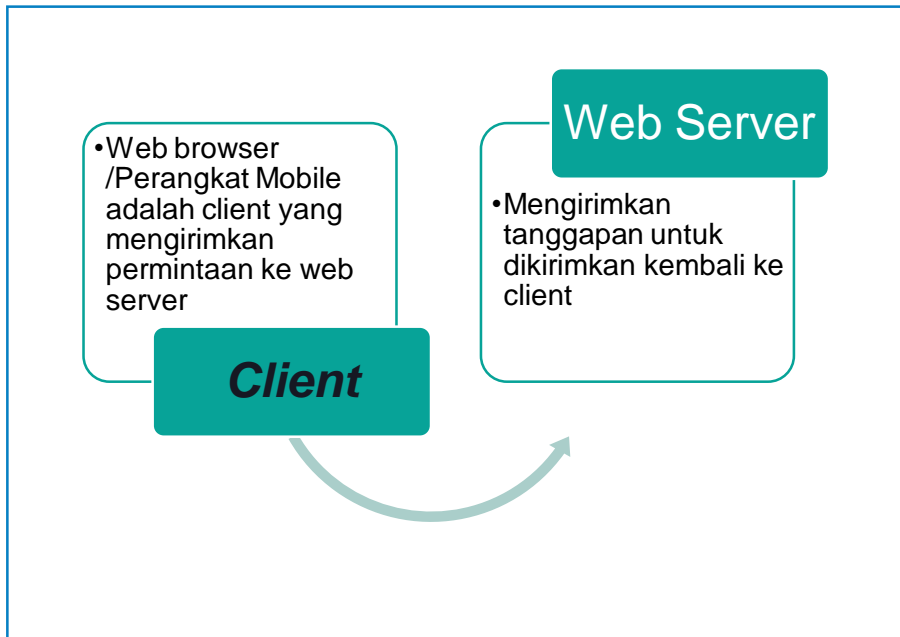 •Web browser
/Perangkat Mobile
adalah client yang
mengirimkan
permintaan ke web
server
Client
Web Server
•Mengirimkan
tanggapan untuk
dikirimkan kembali ke
client